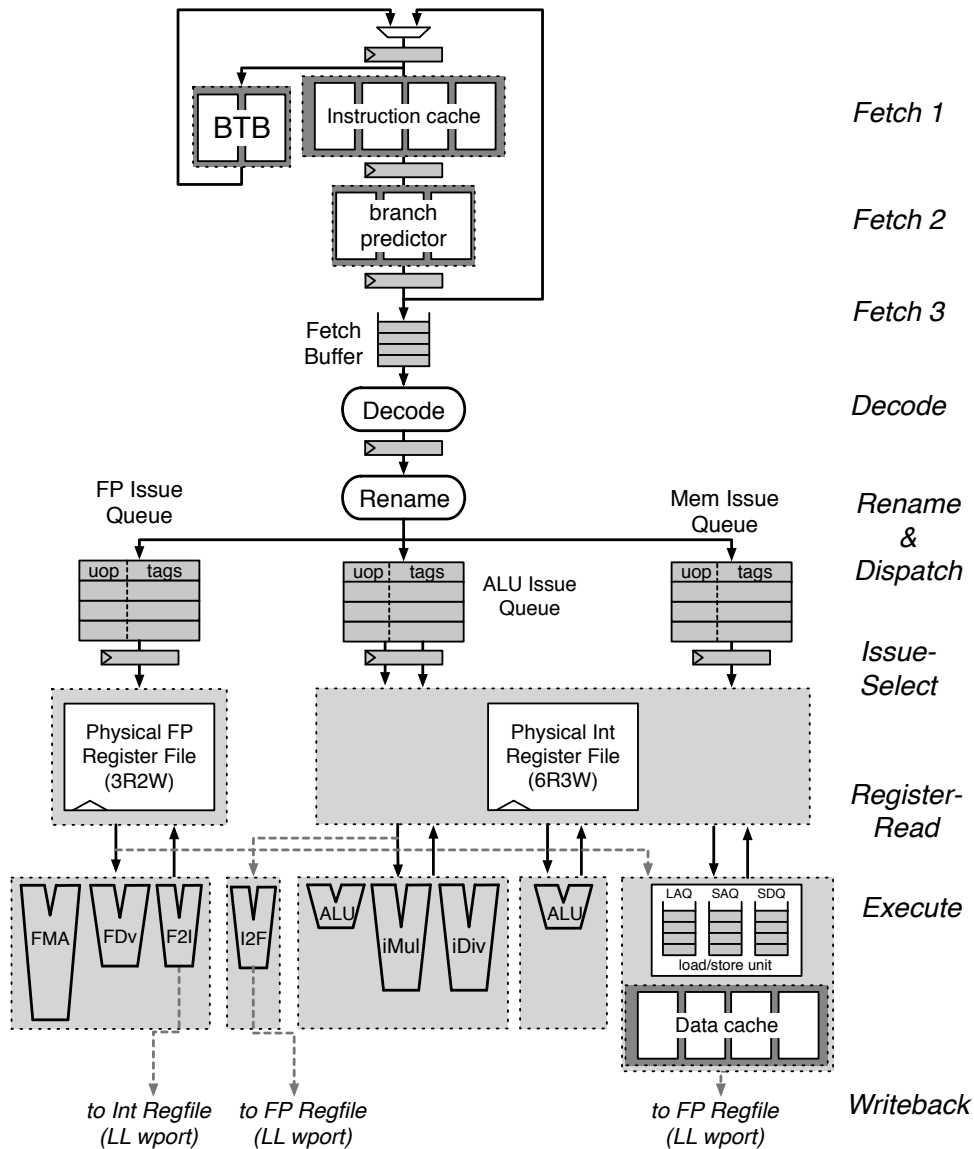 BTB
Instruction cache
Fetch 1
branch
predictor
Fetch 2
Fetch 3
Fetch
Buffer
Decode
Decode
Rename
FP Issue
Queue
Mem Issue
Queue
Rename
&
Dispatch
uop tags
uop tags
ALU Issue
Queue
uop tags
Issue-
Select
Physical FP
Register File
(3R2W)
Physical Int
Register File
(6R3W)
Register-
Read
FMA
FDv
F2I
I2F
ALU
iMul
iDiv
ALU
LAQ SAQ SDQ
load/store unit
Execute
Data cache
to Int Regfile
(LL wport)
to FP Regfile
(LL wport)
to FP Regfile
(LL wport)
Writeback